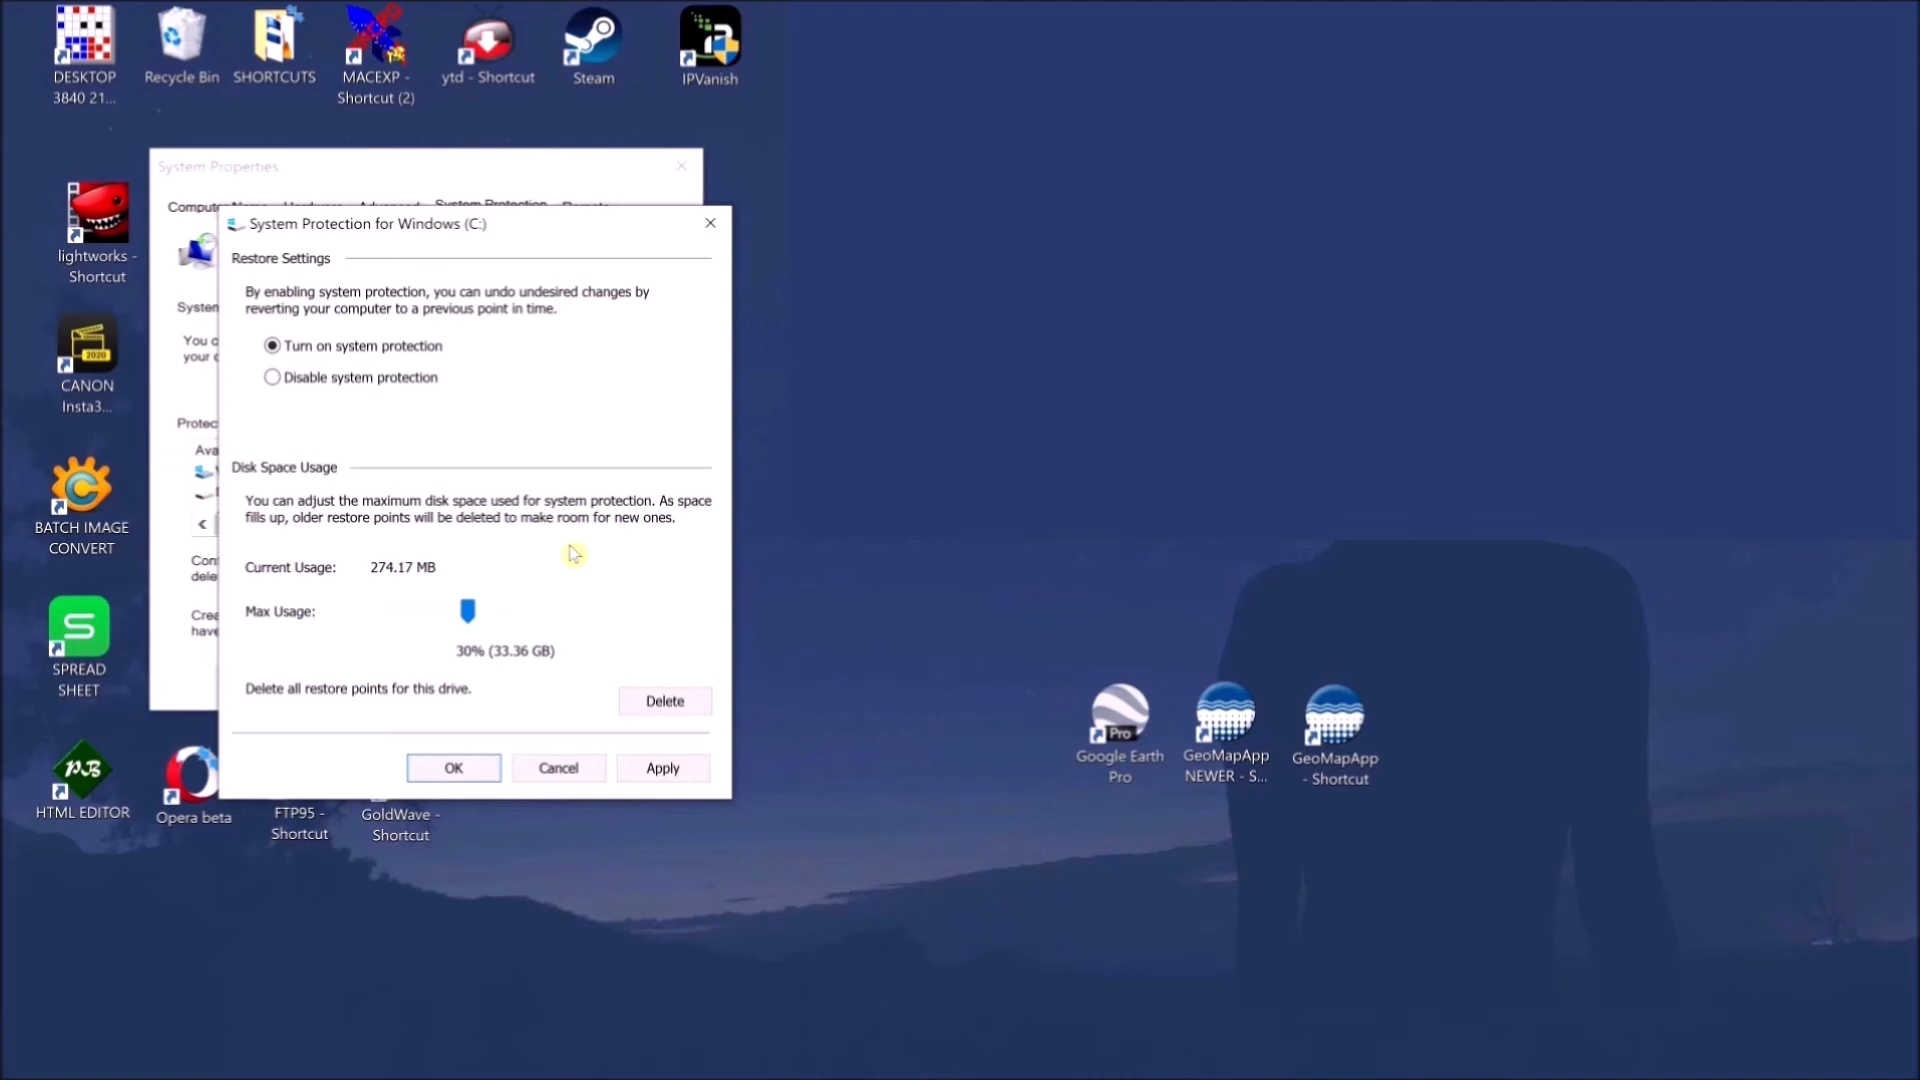 DESKTOP
3840 21...
Recycle Bin
SHORTCUTS
MACEXP -
Shortcut (2)
ytd - Shortcut
Steam
IPVanish
System Properties
System Protection for Windows (C:)
Restore Settings
By enabling system protection, you can undo undesired changes by
reverting your computer to a previous point in time.
Turn on system protection
Disable system protection
Disk Space Usage
You can adjust the maximum disk space used for system protection. As space
fills up, older restore points will be deleted to make room for new ones.
Current Usage: 274.17 MB
Max Usage:
30% (33.36 GB)
Delete all restore points for this drive.
Delete
OK
Cancel
Apply
lightworks -
Shortcut
2020
CANON
Insta3...
BATCH IMAGE
CONVERT
S
SPREAD
SHEET
PB
HTML EDITOR
Opera beta
FTP95 -
Shortcut
GoldWave -
Shortcut
Pro
Google Earth
Pro
GeoMapApp
NEWER - S...
GeoMapApp
- Shortcut